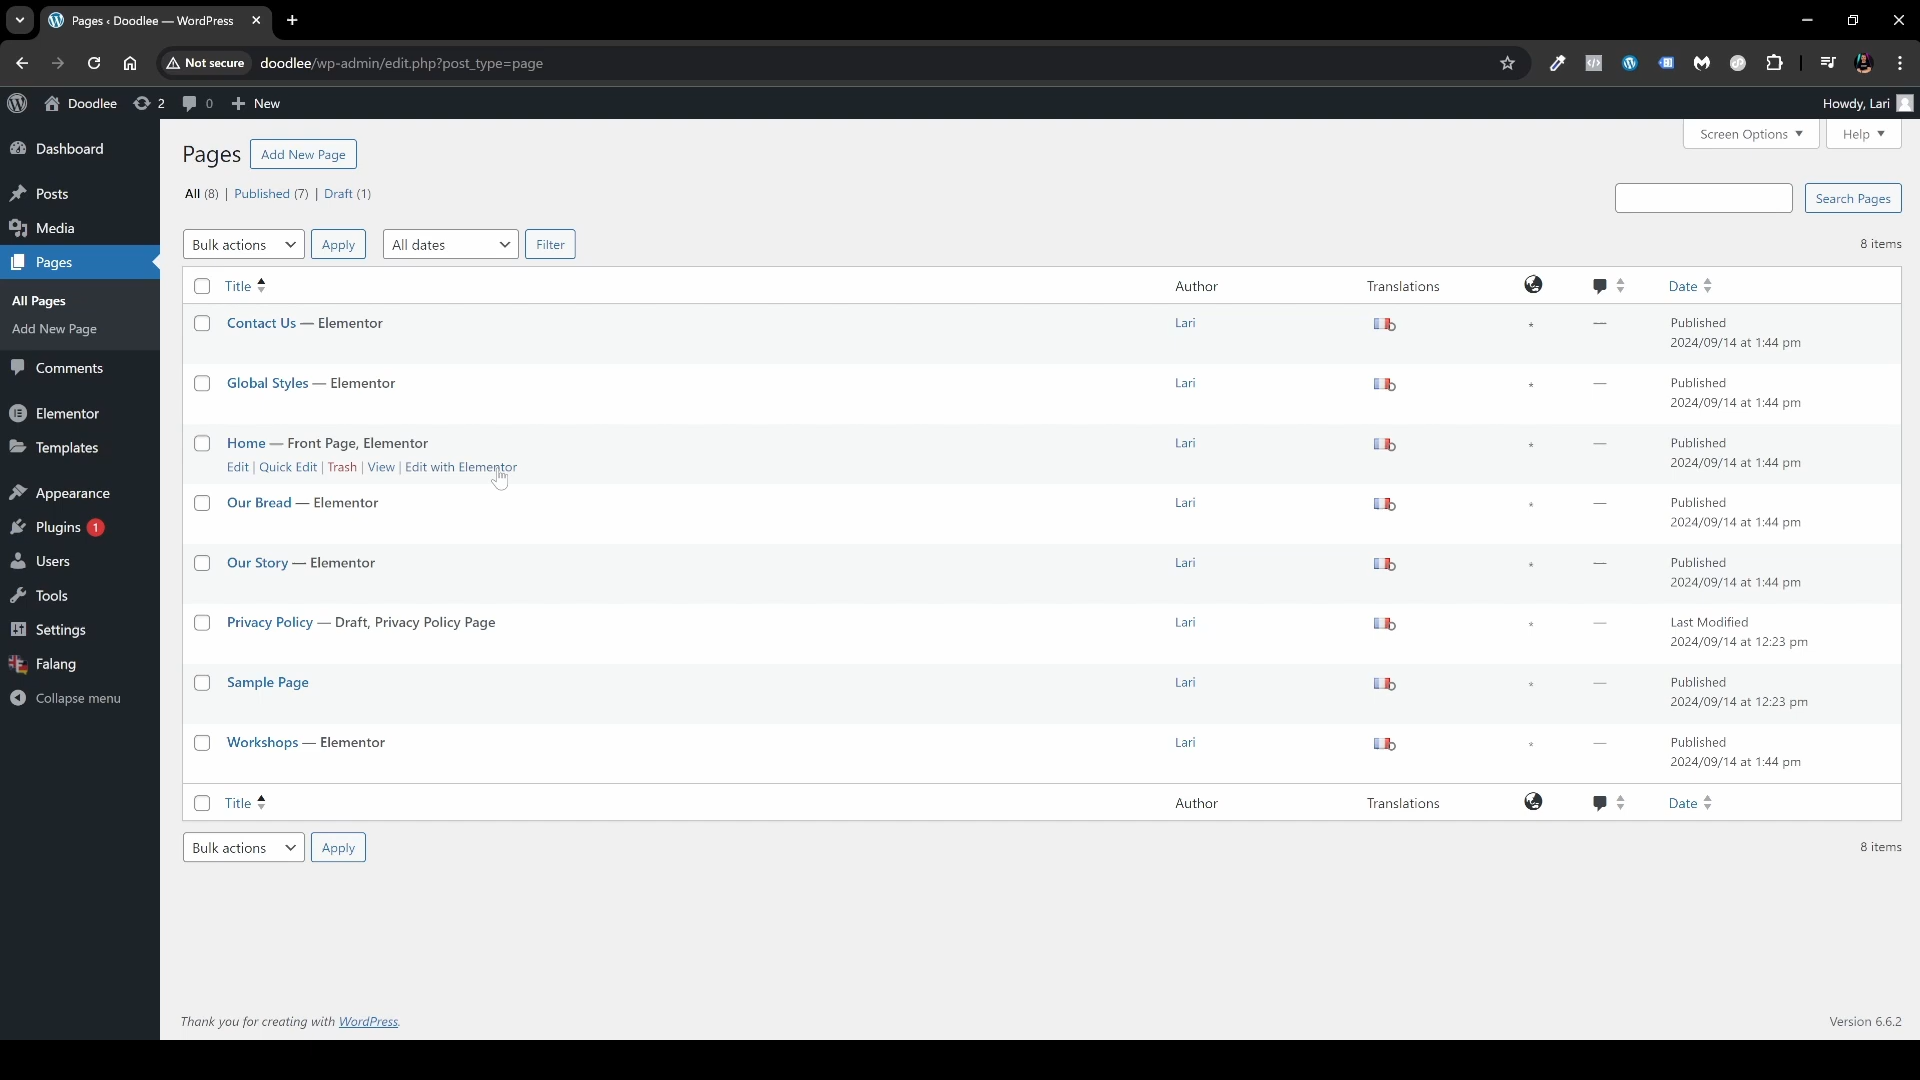 Pages ‹ Doodlee — WordPress
Not secure doodlee/wp-admin/edit.php?post_type=page
Doodlee 2 0 New Howdy, Lari
Dashboard
Posts
Media
Pages
All Pages
Add New Page
Comments
Elementor
Templates
Appearance
Plugins 1
Users
Tools
Settings
Falang
Collapse menu
Screen Options Help
Pages Add New Page
All (8) | Published (7) | Draft (1)
Search Pages
Bulk actions Apply All dates Filter 8 items
Title Author Translations Date
Contact Us — Elementor Lari — Published
2024/09/14 at 1:44 pm
Global Styles — Elementor Lari — Published
2024/09/14 at 1:44 pm
Home — Front Page, Elementor Lari — Published
Edit | Quick Edit | Trash | View | Edit with Elementor 2024/09/14 at 1:44 pm
Our Bread — Elementor Lari — Published
2024/09/14 at 1:44 pm
Our Story — Elementor Lari — Published
2024/09/14 at 1:44 pm
Privacy Policy — Draft, Privacy Policy Page Lari — Last Modified
2024/09/14 at 12:23 pm
Sample Page Lari — Published
2024/09/14 at 12:23 pm
Workshops — Elementor Lari — Published
2024/09/14 at 1:44 pm
Title Author Translations Date
Bulk actions Apply 8 items
Thank you for creating with WordPress. Version 6.6.2